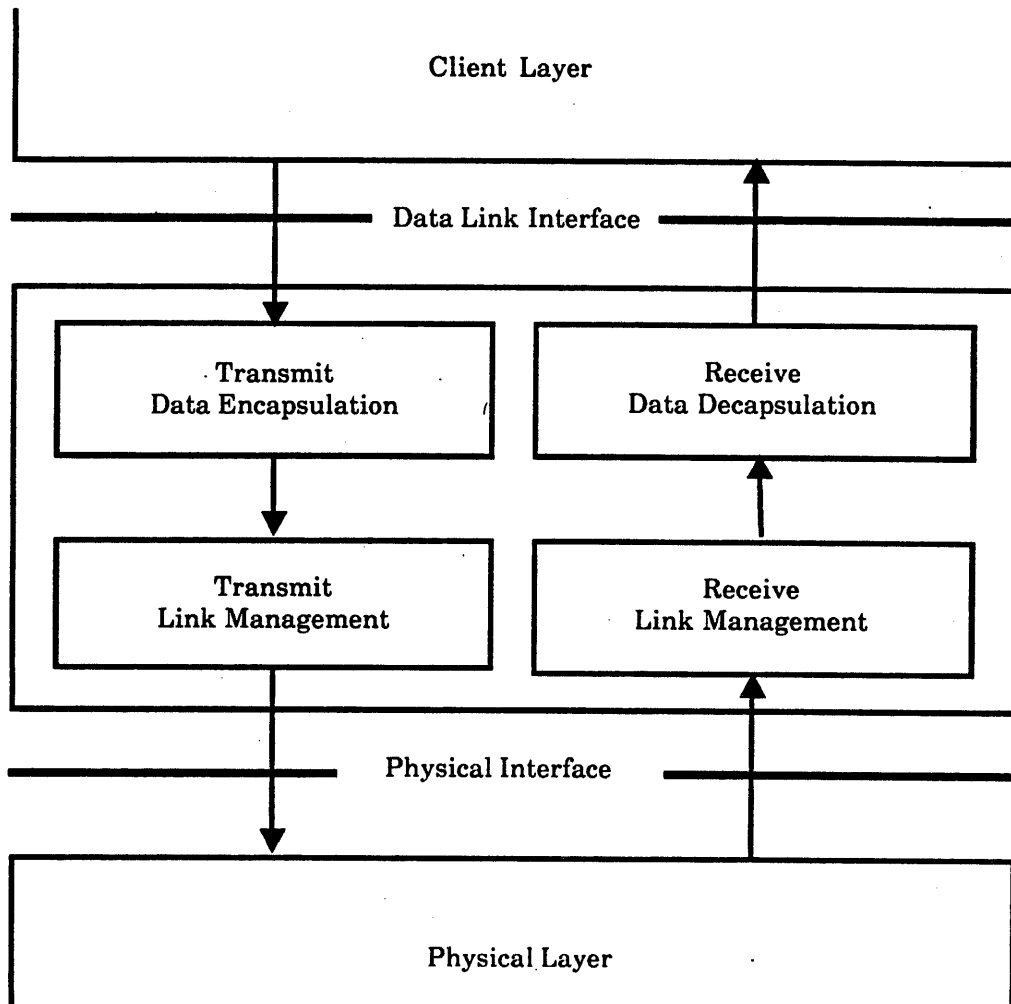 Client Layer
Data Link Interface
Transmit
Data Encapsulation
Receive
Data Decapsulation
Transmit
Link Management
Receive
Link Management
Physical Interface
Physical Layer